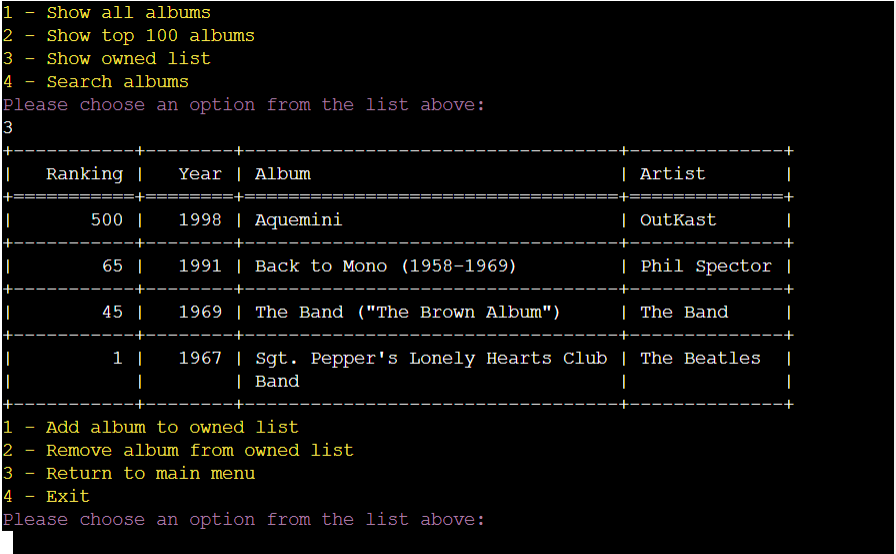 1 - Show all albums
2 - Show top 100 albums
3 - Show owned list
4 - Search albums
Please choose an option from the list above:
3
+-----------+--------+----------------------------------+--------------+
|   Ranking |   Year | Album                            | Artist       |
+===========+========+==================================+==============+
|       500 |   1998 | Aquemini                         | OutKast      |
+-----------+--------+----------------------------------+--------------+
|        65 |   1991 | Back to Mono (1958-1969)         | Phil Spector |
+-----------+--------+----------------------------------+--------------+
|        45 |   1969 | The Band ("The Brown Album")     | The Band     |
+-----------+--------+----------------------------------+--------------+
|         1 |   1967 | Sgt. Pepper's Lonely Hearts Club | The Beatles  |
|           |        | Band                             |              |
+-----------+--------+----------------------------------+--------------+
1 - Add album to owned list
2 - Remove album from owned list
3 - Return to main menu
4 - Exit
Please choose an option from the list above: